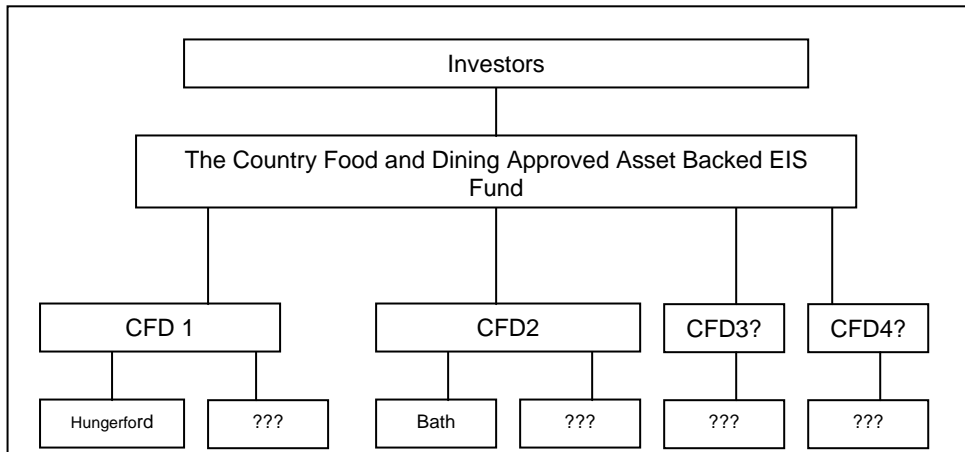 Investors
The Country Food and Dining Approved Asset Backed EIS
Fund
CFD 1
CFD2
CFD3?
CFD4?
Hungerford
???
Bath
???
???
???